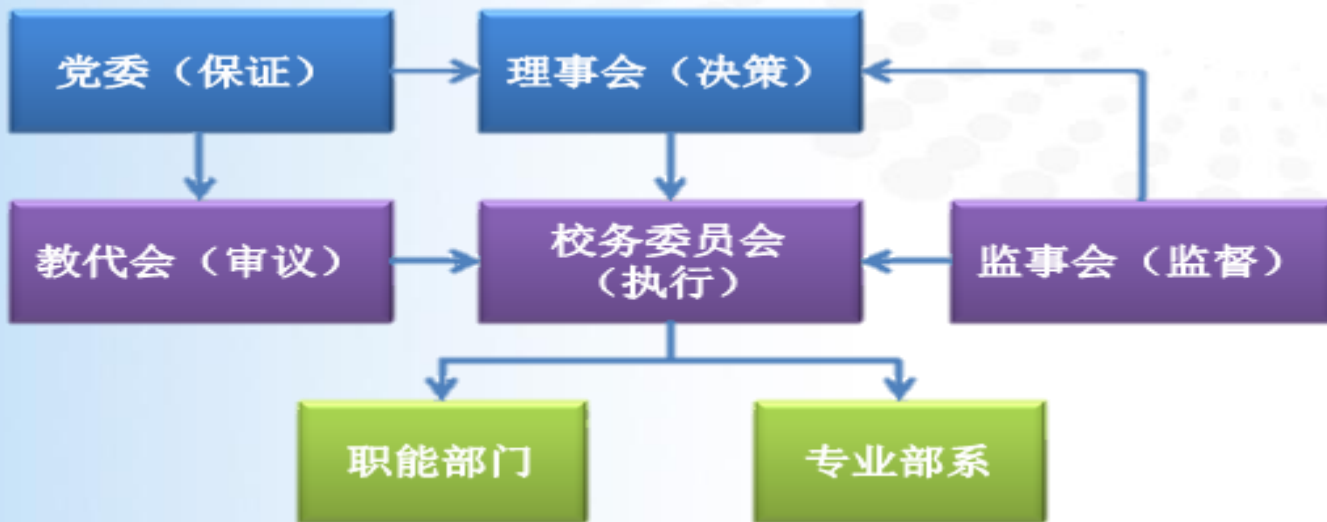 党委（保证）
理事会（决策）
教代会（审议）
校务委员会
（执行）
监事会（监督）
职能部门
专业部系